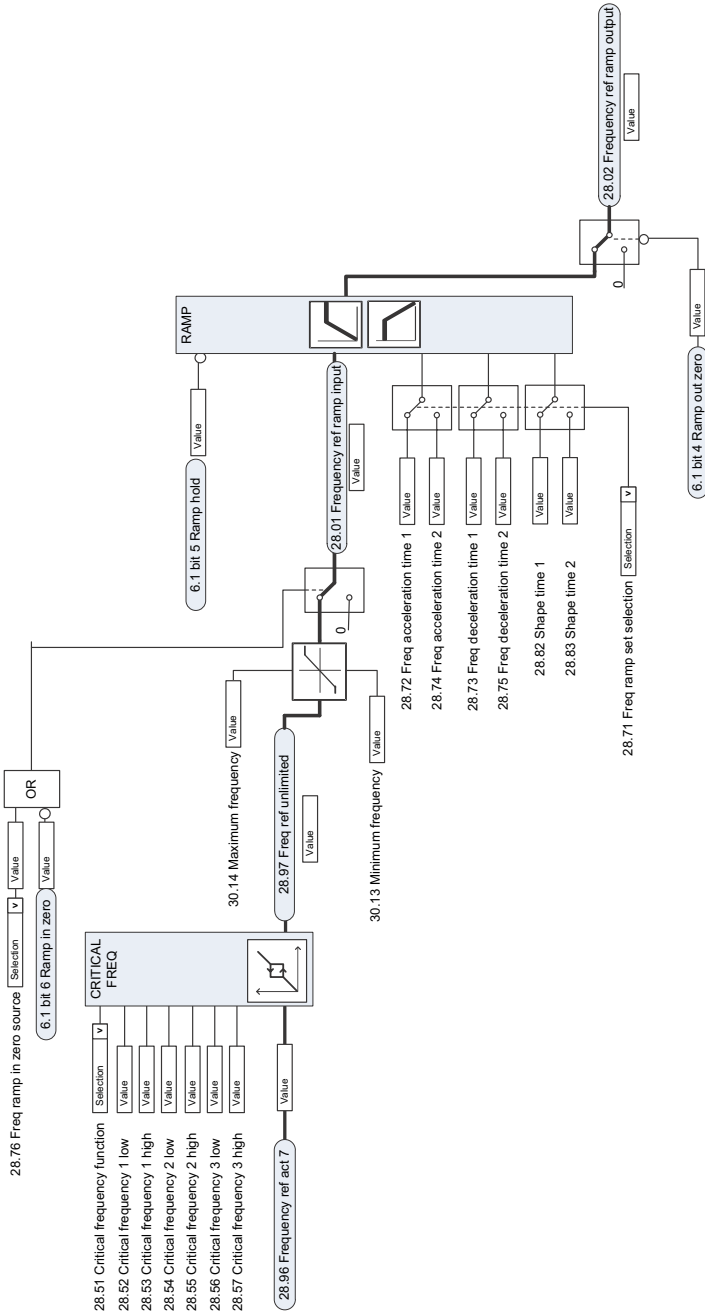 28.76 Freq ramp in zero source Selection v Value
6.1 bit 6 Ramp in zero Value
OR
28.51 Critical frequency function Selection v
28.52 Critical frequency 1 low Value
28.53 Critical frequency 1 high Value
28.54 Critical frequency 2 low Value
28.55 Critical frequency 2 high Value
28.56 Critical frequency 3 low Value
28.57 Critical frequency 3 high Value
28.96 Frequency ref act 7 Value
CRITICAL
FREQ
28.97 Freq ref unlimited
Value
30.14 Maximum frequency Value
30.13 Minimum frequency Value
0
6.1 bit 5 Ramp hold Value
28.01 Frequency ref ramp input
Value
RAMP
28.72 Freq acceleration time 1 Value
28.74 Freq acceleration time 2 Value
28.73 Freq deceleration time 1 Value
28.75 Freq deceleration time 2 Value
28.82 Shape time 1 Value
28.83 Shape time 2 Value
28.71 Freq ramp set selection Selection v
0
28.02 Frequency ref ramp output
Value
6.1 bit 4 Ramp out zero Value